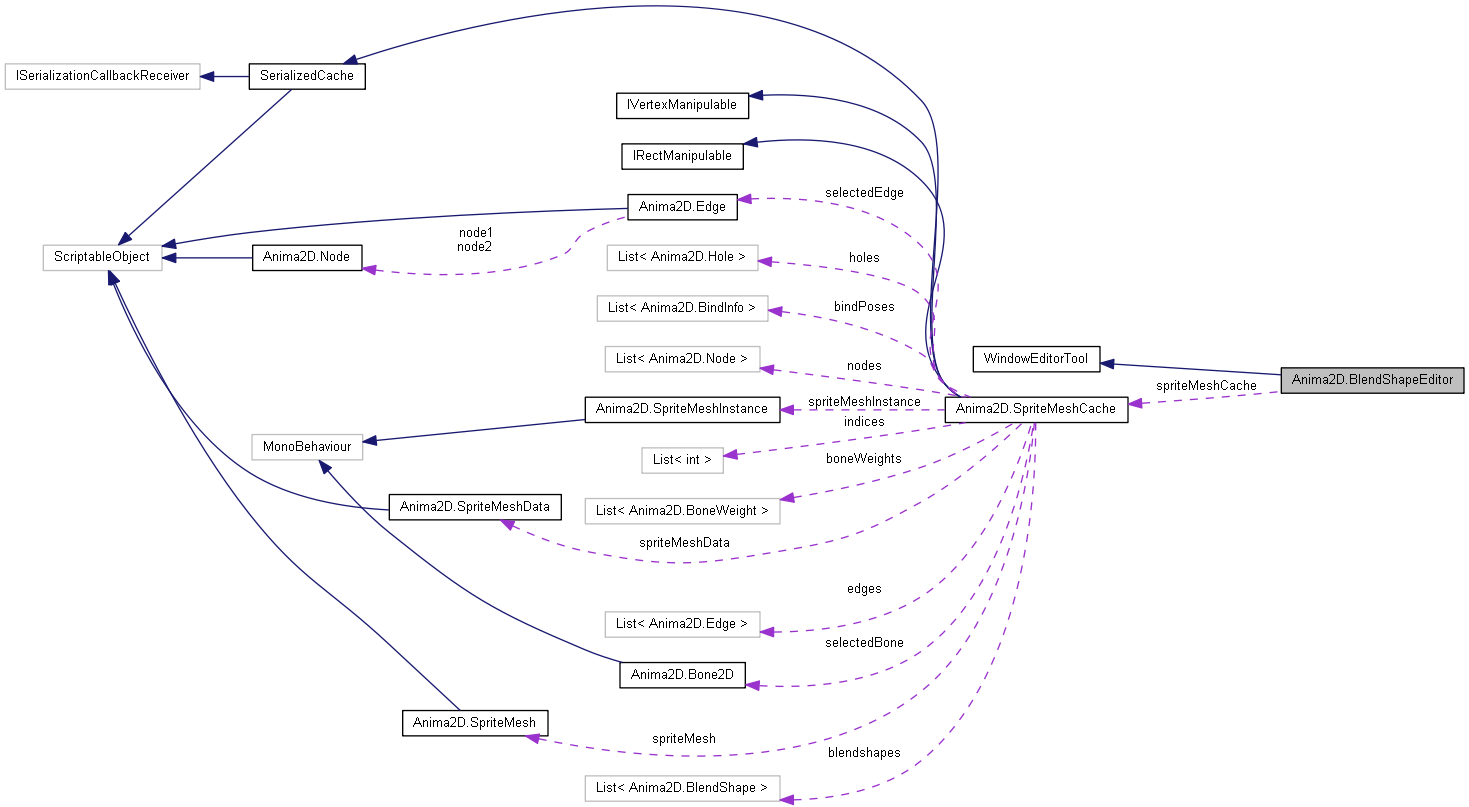 ISerializationCallbackReceiver
SerializedCache
IVertexManipulable
IRectManipulable
selectedEdge
Anima2D.Edge
node1
node2
ScriptableObject
Anima2D.Node
List< Anima2D.Hole >
holes
List< Anima2D.BindInfo >
bindPoses
List< Anima2D.Node >
nodes
WindowEditorTool
Anima2D.BlendShapeEditor
spriteMeshCache
Anima2D.SpriteMeshInstance
spriteMeshInstance
Anima2D.SpriteMeshCache
indices
MonoBehaviour
List< int >
boneWeights
Anima2D.SpriteMeshData
List< Anima2D.BoneWeight >
spriteMeshData
edges
List< Anima2D.Edge >
selectedBone
Anima2D.Bone2D
Anima2D.SpriteMesh
spriteMesh
blendshapes
List< Anima2D.BlendShape >